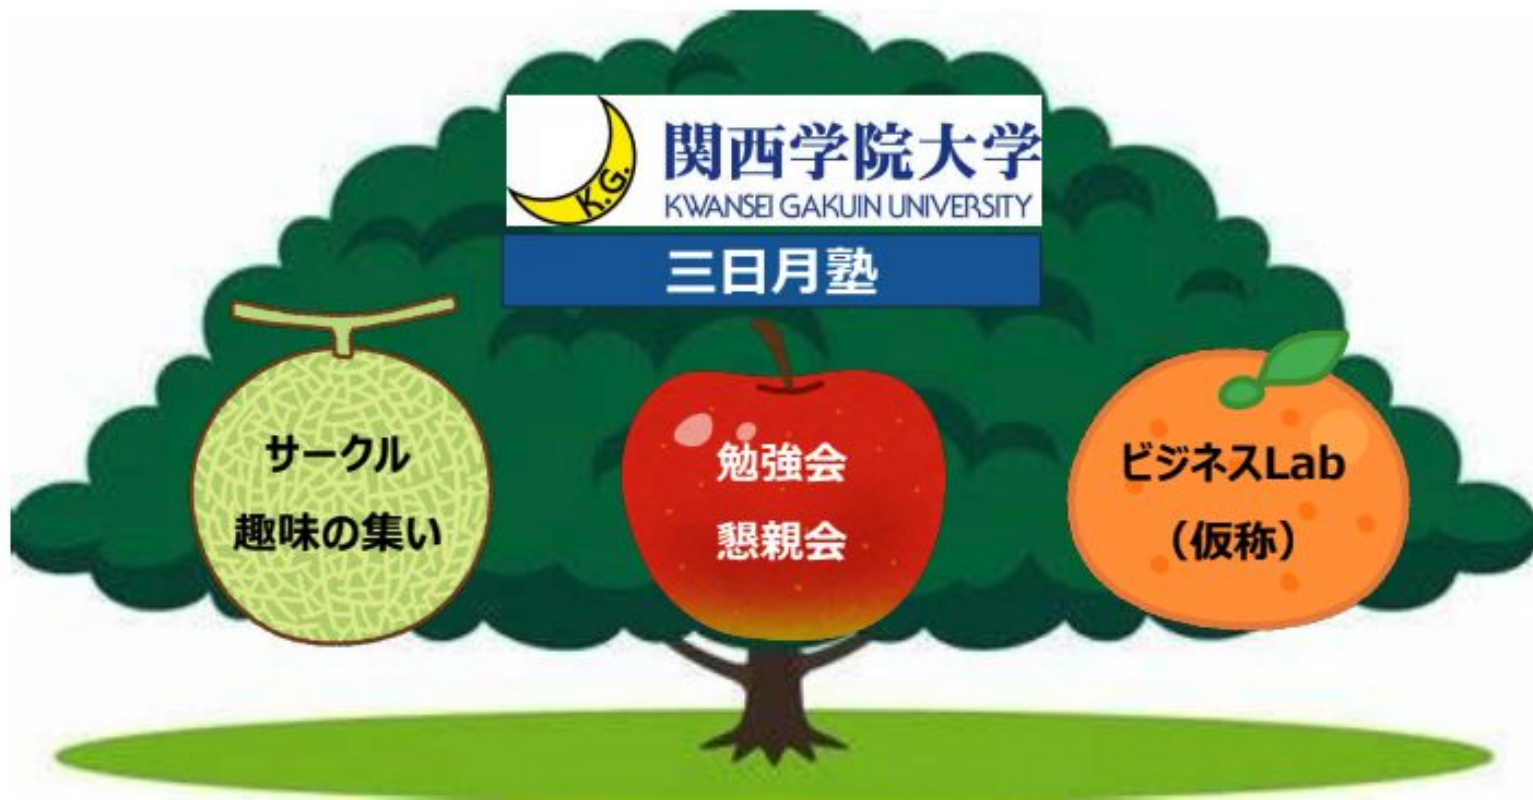 K.G.
関西学院大学
KWANSEI GAKUIN UNIVERSITY
三日月塾
サークル
趣味の集い
勉強会
懇親会
ビジネスLab
（仮称）